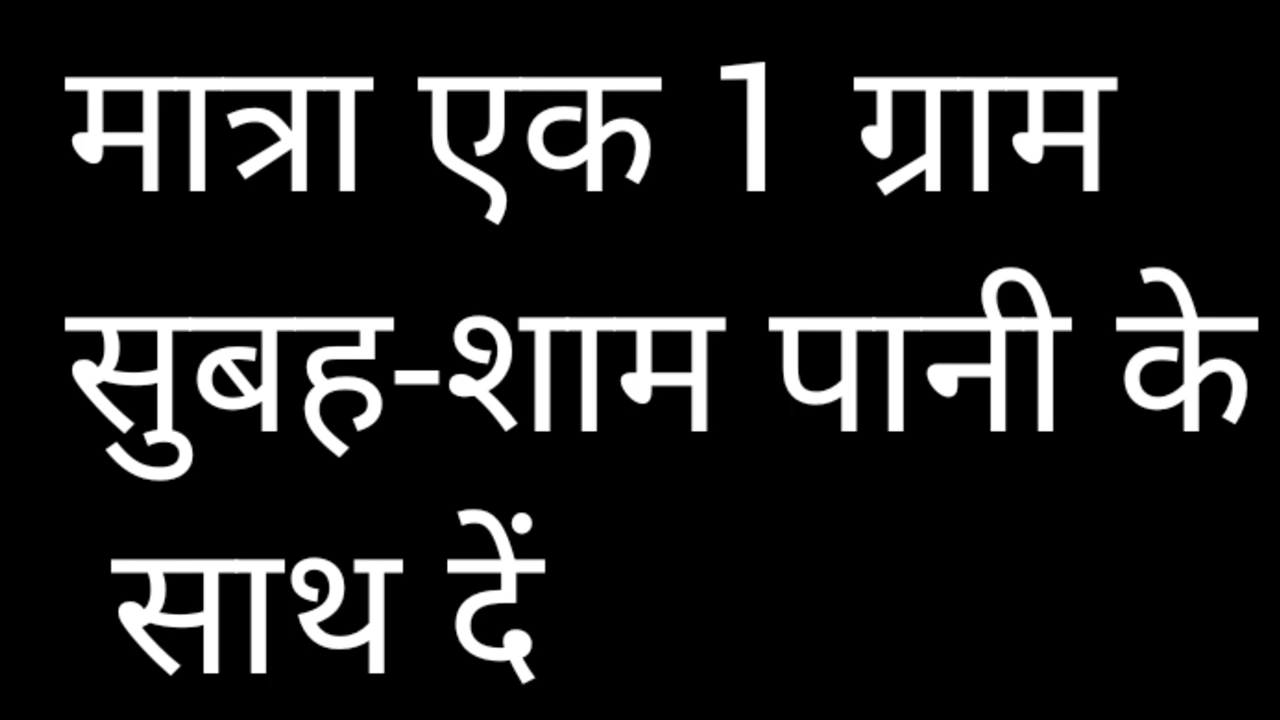 मात्रा एक 1 ग्राम
सुबह-शाम पानी के
साथ दें